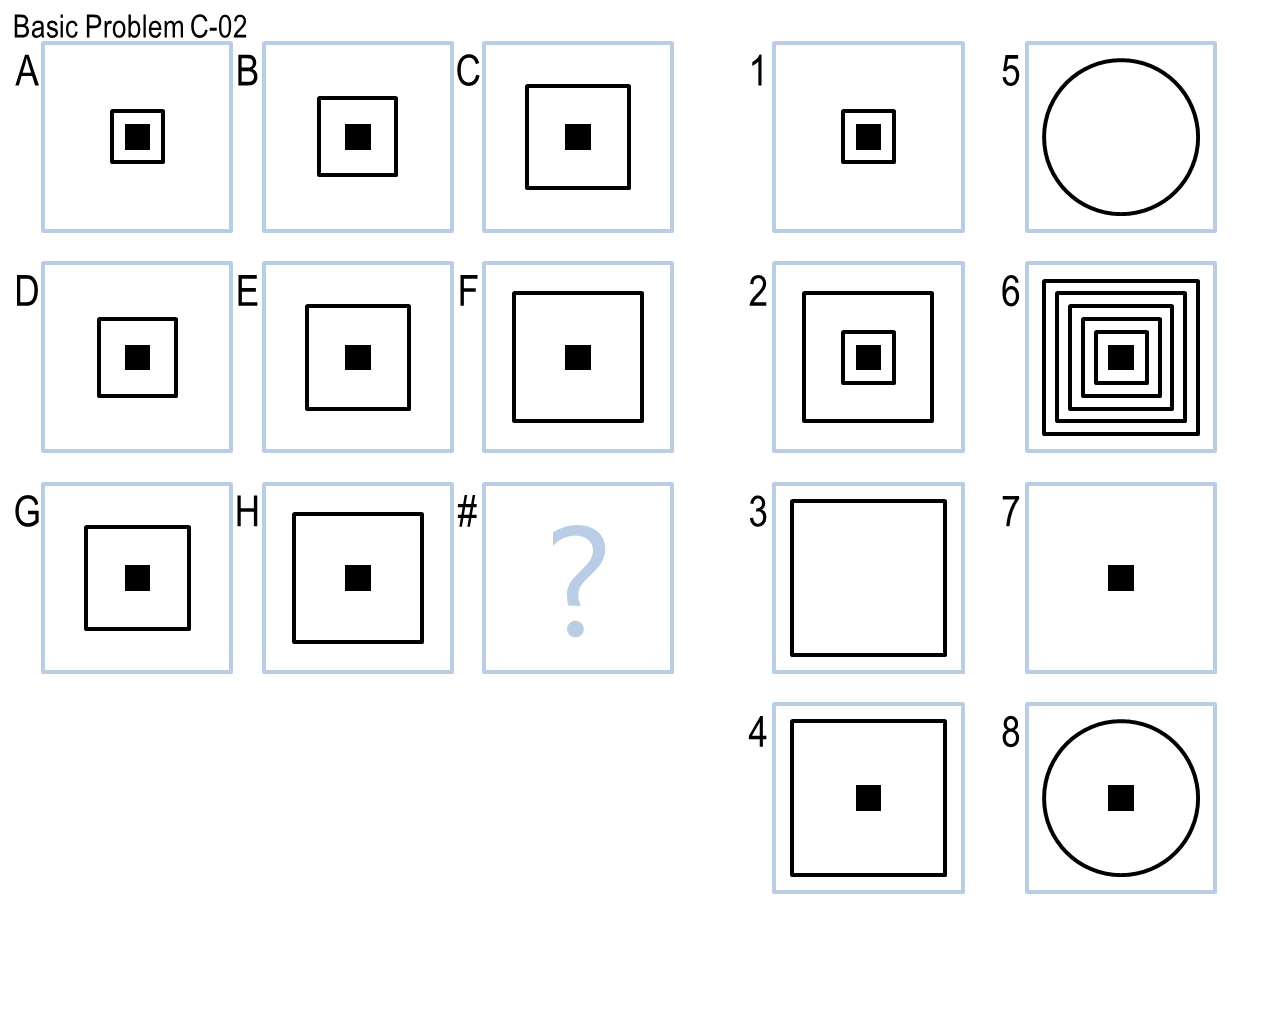 Basic Problem C-02
A B C 1 5
D E F 2 6
G H # ? 3 7
4 8